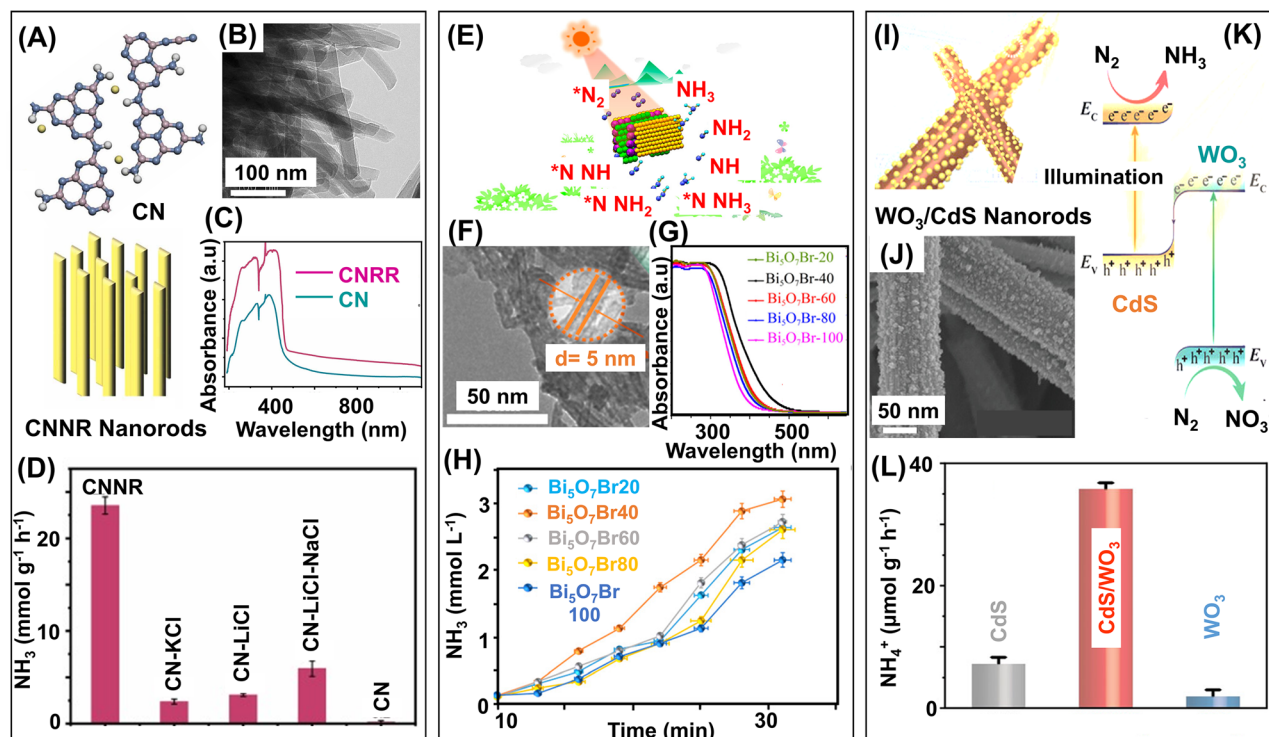 (A)
CN
CNNR Nanorods
(B)
100 nm
(C)
Absorbance (a.u)
CNRR
CN
400
800
Wavelength (nm)
(D)
NH₃ (mmol g⁻¹ h⁻¹)
20
10
0
CNNR
CN-KCl
CN-LiCl
CN-LiCl-NaCl
CN
(E)
*N₂
NH₃
NH₂
NH
*N NH
*N NH₂
*N NH₃
*
*
(F)
d= 5 nm
50 nm
(G)
Absorbance (a.u)
Bi₅O₇Br-20
Bi₅O₇Br-40
Bi₅O₇Br-60
Bi₅O₇Br-80
Bi₅O₇Br-100
300
500
Wavelength (nm)
(H)
NH₃ (mmol L⁻¹)
3
2
1
0
Bi₅O₇Br20
Bi₅O₇Br40
Bi₅O₇Br60
Bi₅O₇Br80
Bi₅O₇Br
100
10
30
Time (min)
(I)
WO₃/CdS Nanorods
(J)
50 nm
(K)
N₂
NH₃
E_C
e⁻ e⁻ e⁻ e⁻ e⁻
Illumination
WO₃
e⁻ e⁻ e⁻ e⁻ e⁻
E_C
E_V
h⁺ h⁺ h⁺ h⁺ h⁺
CdS
h⁺ h⁺ h⁺ h⁺ h⁺
E_V
N₂
NO₃
(L)
NH₄⁺ (µmol g⁻¹ h⁻¹)
40
20
0
CdS
CdS/WO₃
WO₃